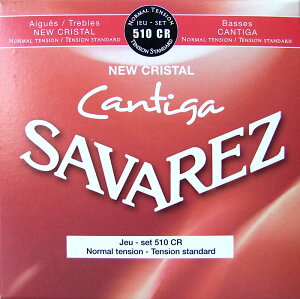 Aiguës / Trebles
NEW CRISTAL
NORMAL TENSION / TENSION STANDARD
NORMAL TENSION
JEU - SET
510 CR
TENSION STANDARD
Basses
CANTIGA
NORMAL TENSION / TENSION STANDARD
NEW CRISTAL
Cantiga
SAVAREZ
Jeu - set 510 CR
Normal tension - Tension standard